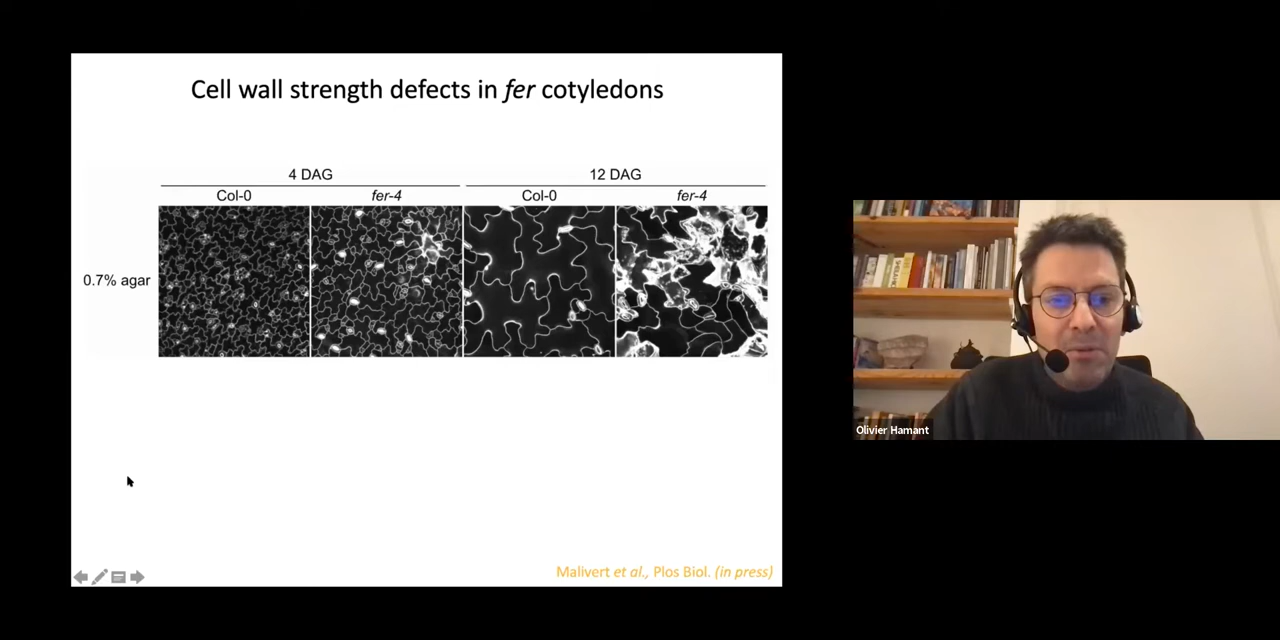 Cell wall strength defects in fer cotyledons
4 DAG
12 DAG
Col-0
fer-4
Col-0
fer-4
0.7% agar
Malivert et al., Plos Biol. (in press)
Olivier Hamant